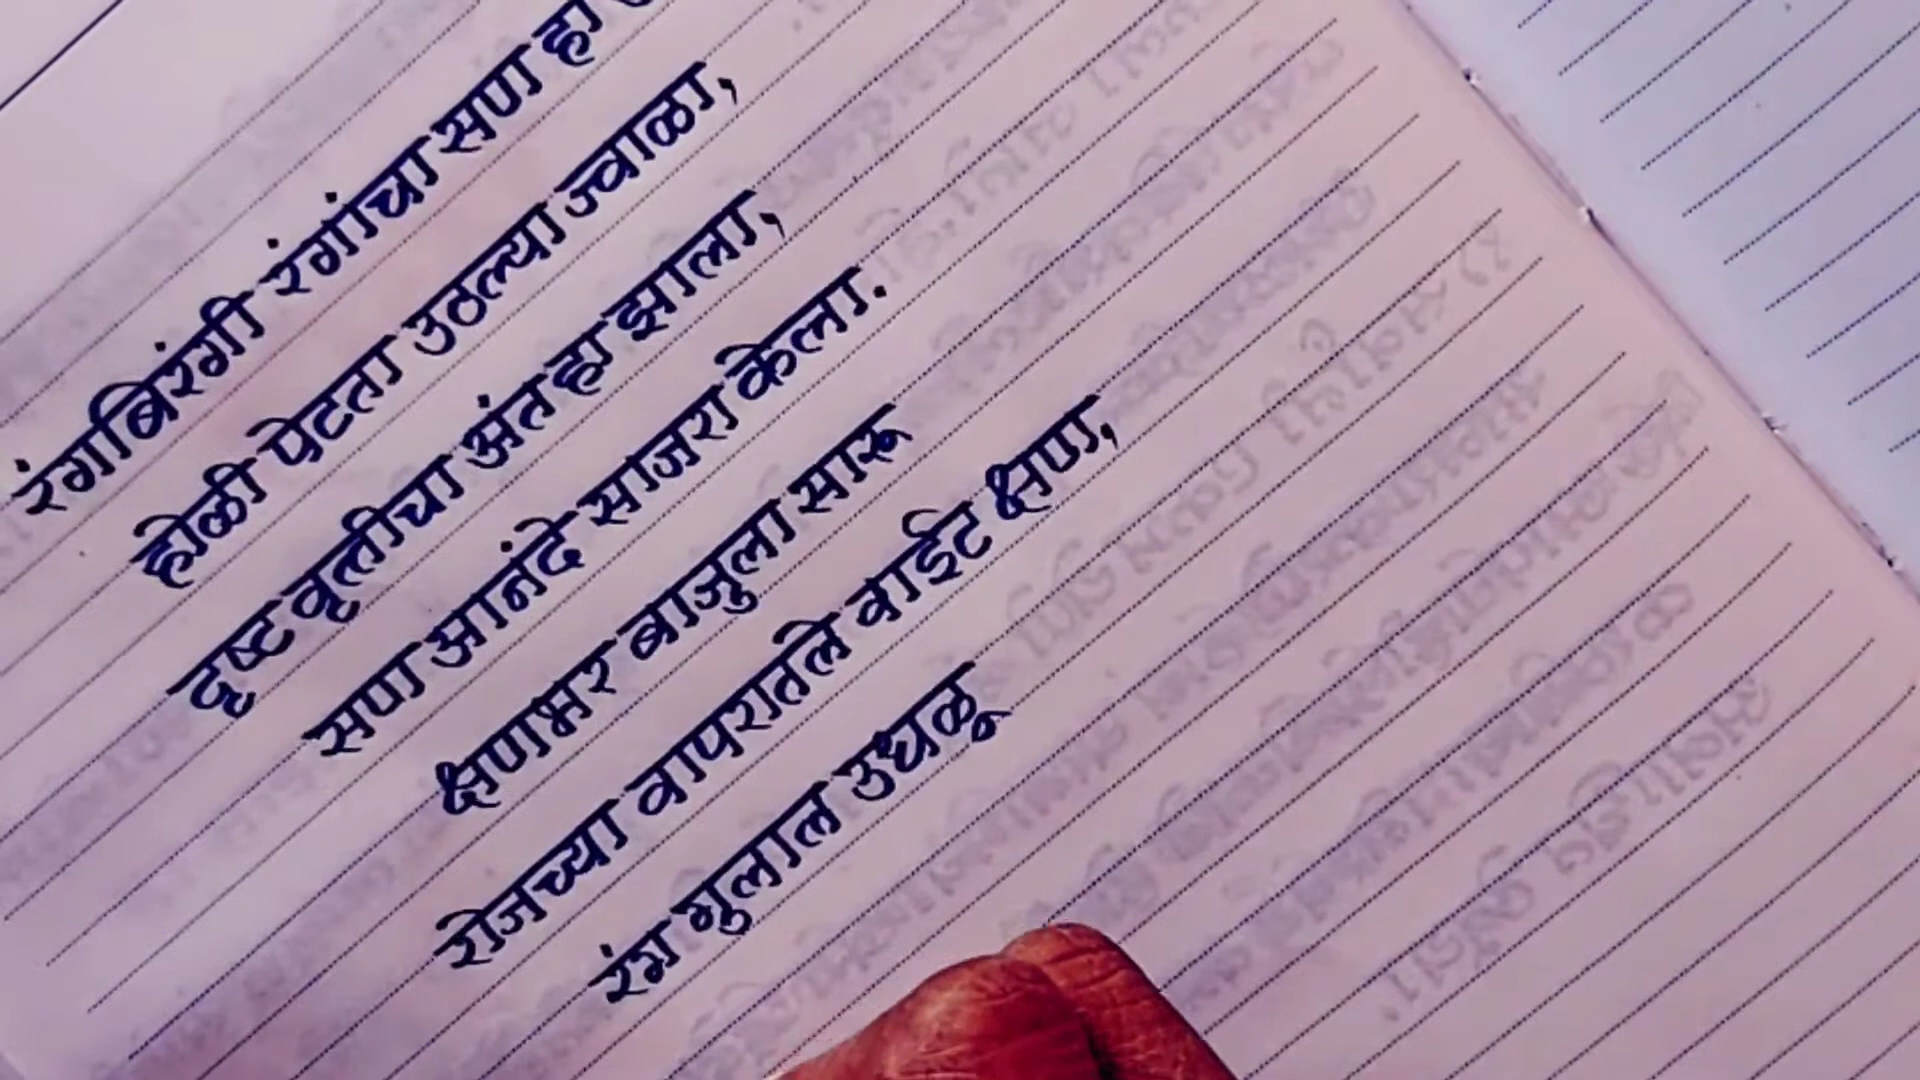 रंगबिरंगी रंगांचा सण हा
होळी पेटता उठल्या ज्वाळा,
दृष्ट वृत्तीचा अंत हा झाला,
सण आनंदे साजरा केला.
क्षणभर बाजुला सारू
रोजच्या वापरातले वाईट क्षण,
रंग गुलाल उधळू